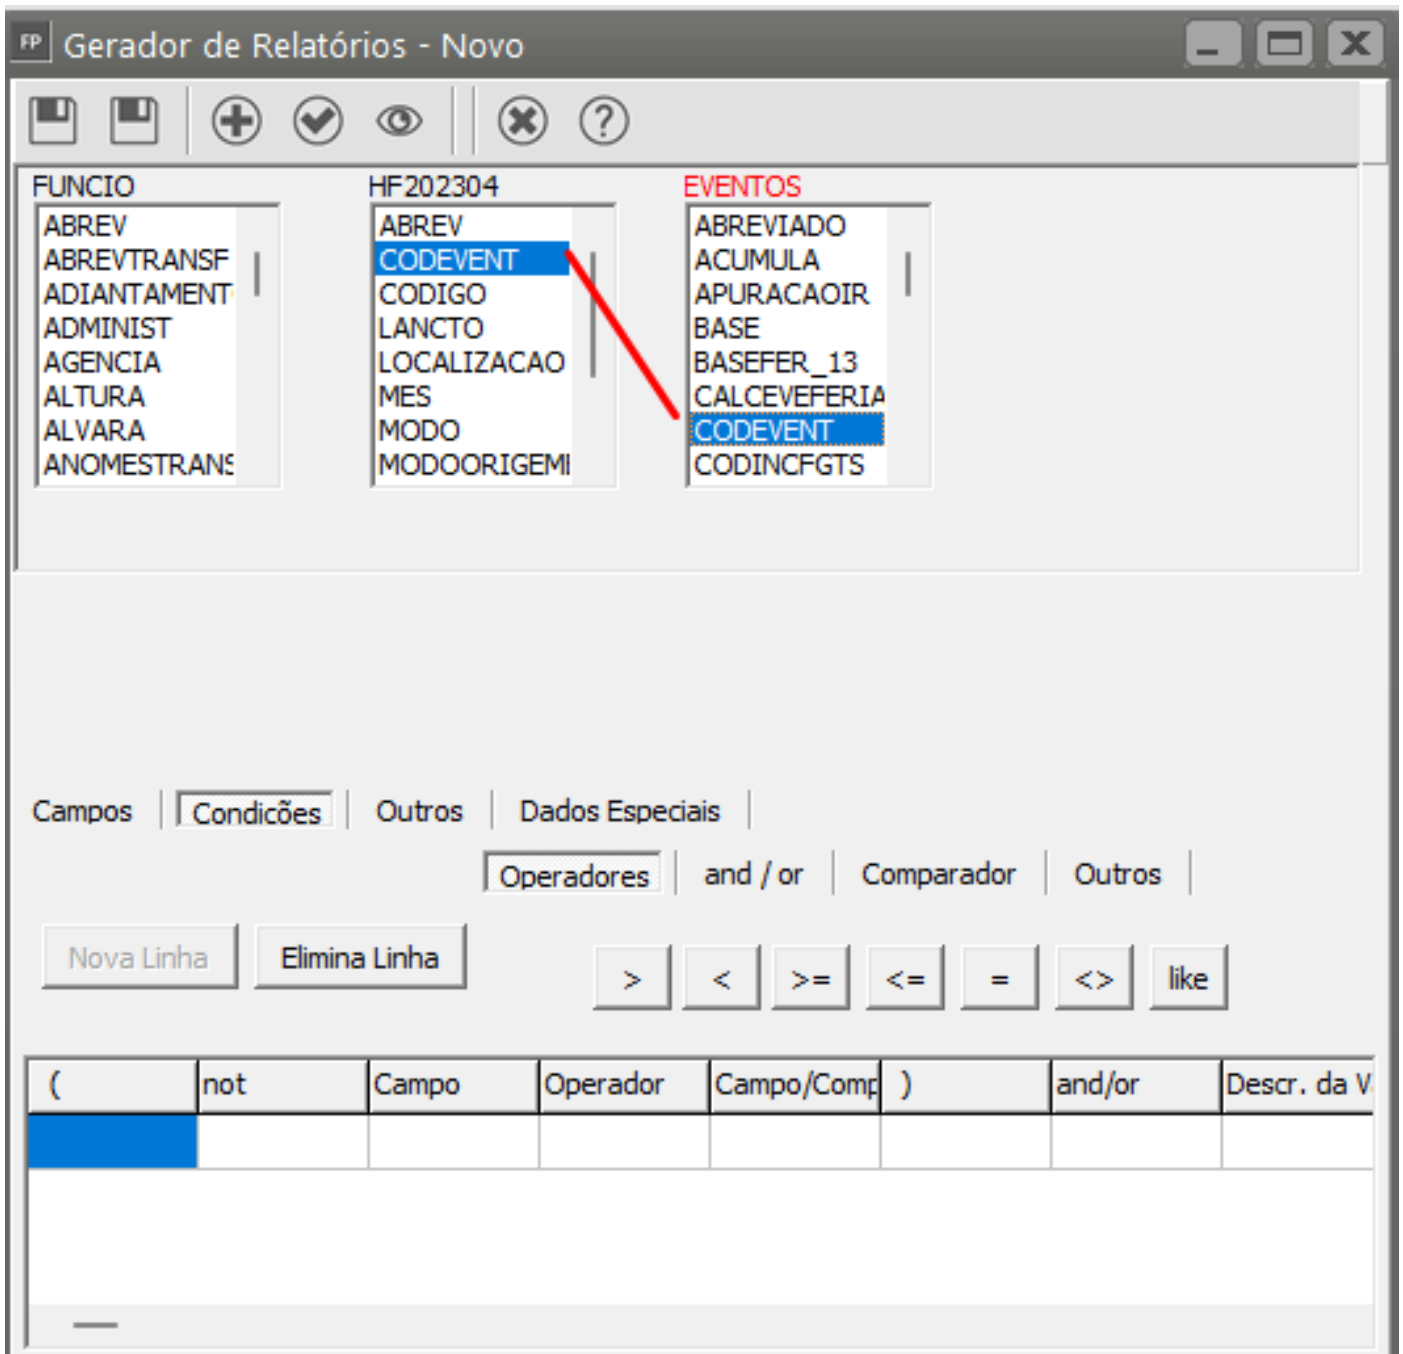 FP Gerador de Relatórios - Novo
FUNCIO
ABREV
ABREVTRANSF
ADIANTAMENT
ADMINIST
AGENCIA
ALTURA
ALVARA
ANOMESTRANS
HF202304
ABREV
CODEVENT
CODIGO
LANCTO
LOCALIZACAO
MES
MODO
MODOORIGEM
EVENTOS
ABREVIADO
ACUMULA
APURACAOIR
BASE
BASEFER_13
CALCEVEFERIA
CODEVENT
CODINCFGTS
Campos Condicões Outros Dados Especiais
Operadores and / or Comparador Outros
Nova Linha Elimina Linha > < >= <= = <> like
( not Campo Operador Campo/Comp ) and/or Descr. da V